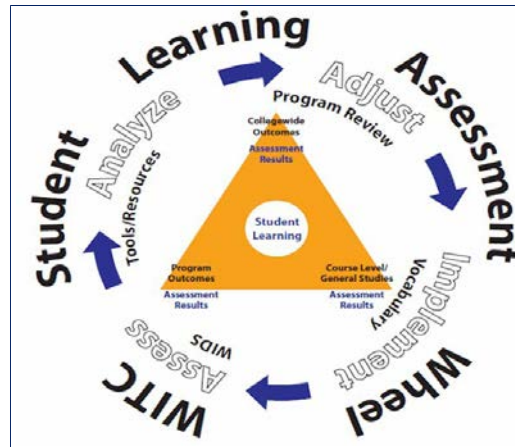 WITC
Student
Learning
Assessment
Wheel
Analyze
Tools/Resources
Adjust
Program Review
Implement
Vocabulary
Assess
WIDS
Collegewide
Outcomes
Assessment
Results
Student
Learning
Program
Outcomes
Assessment
Results
Course Level/
General Studies
Assessment
Results